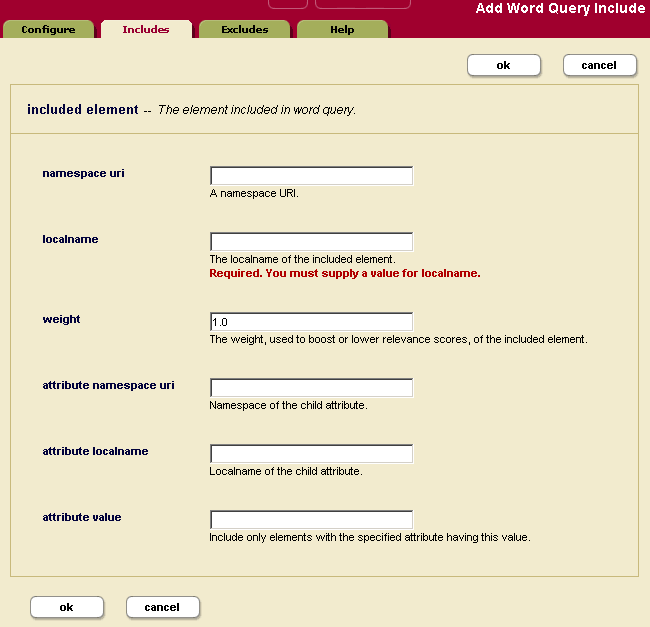 Add Word Query Include
Configure Includes Excludes Help
ok cancel
included element -- The element included in word query.
namespace uri
A namespace URI.
localname
The localname of the included element.
Required. You must supply a value for localname.
weight 1.0
The weight, used to boost or lower relevance scores, of the included element.
attribute namespace uri
Namespace of the child attribute.
attribute localname
Localname of the child attribute.
attribute value
Include only elements with the specified attribute having this value.
ok cancel